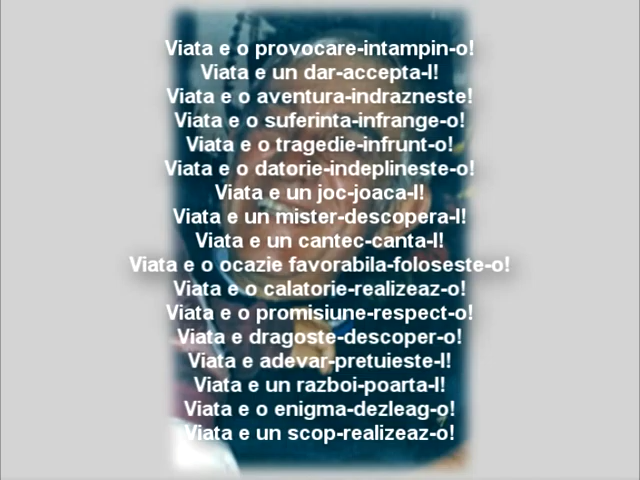 Viata e o provocare-intampin-o!
Viata e un dar-accepta-l!
Viata e o aventura-indrazneste!
Viata e o suferinta-infrange-o!
Viata e o tragedie-infrunt-o!
Viata e o datorie-indeplineste-o!
Viata e un joc-joaca-l!
Viata e un mister-descopera-l!
Viata e un cantec-canta-l!
Viata e o ocazie favorabila-foloseste-o!
Viata e o calatorie-realizeaz-o!
Viata e o promisiune-respect-o!
Viata e dragoste-descoper-o!
Viata e adevar-pretuieste-l!
Viata e un razboi-poarta-l!
Viata e o enigma-dezleag-o!
Viata e un scop-realizeaz-o!